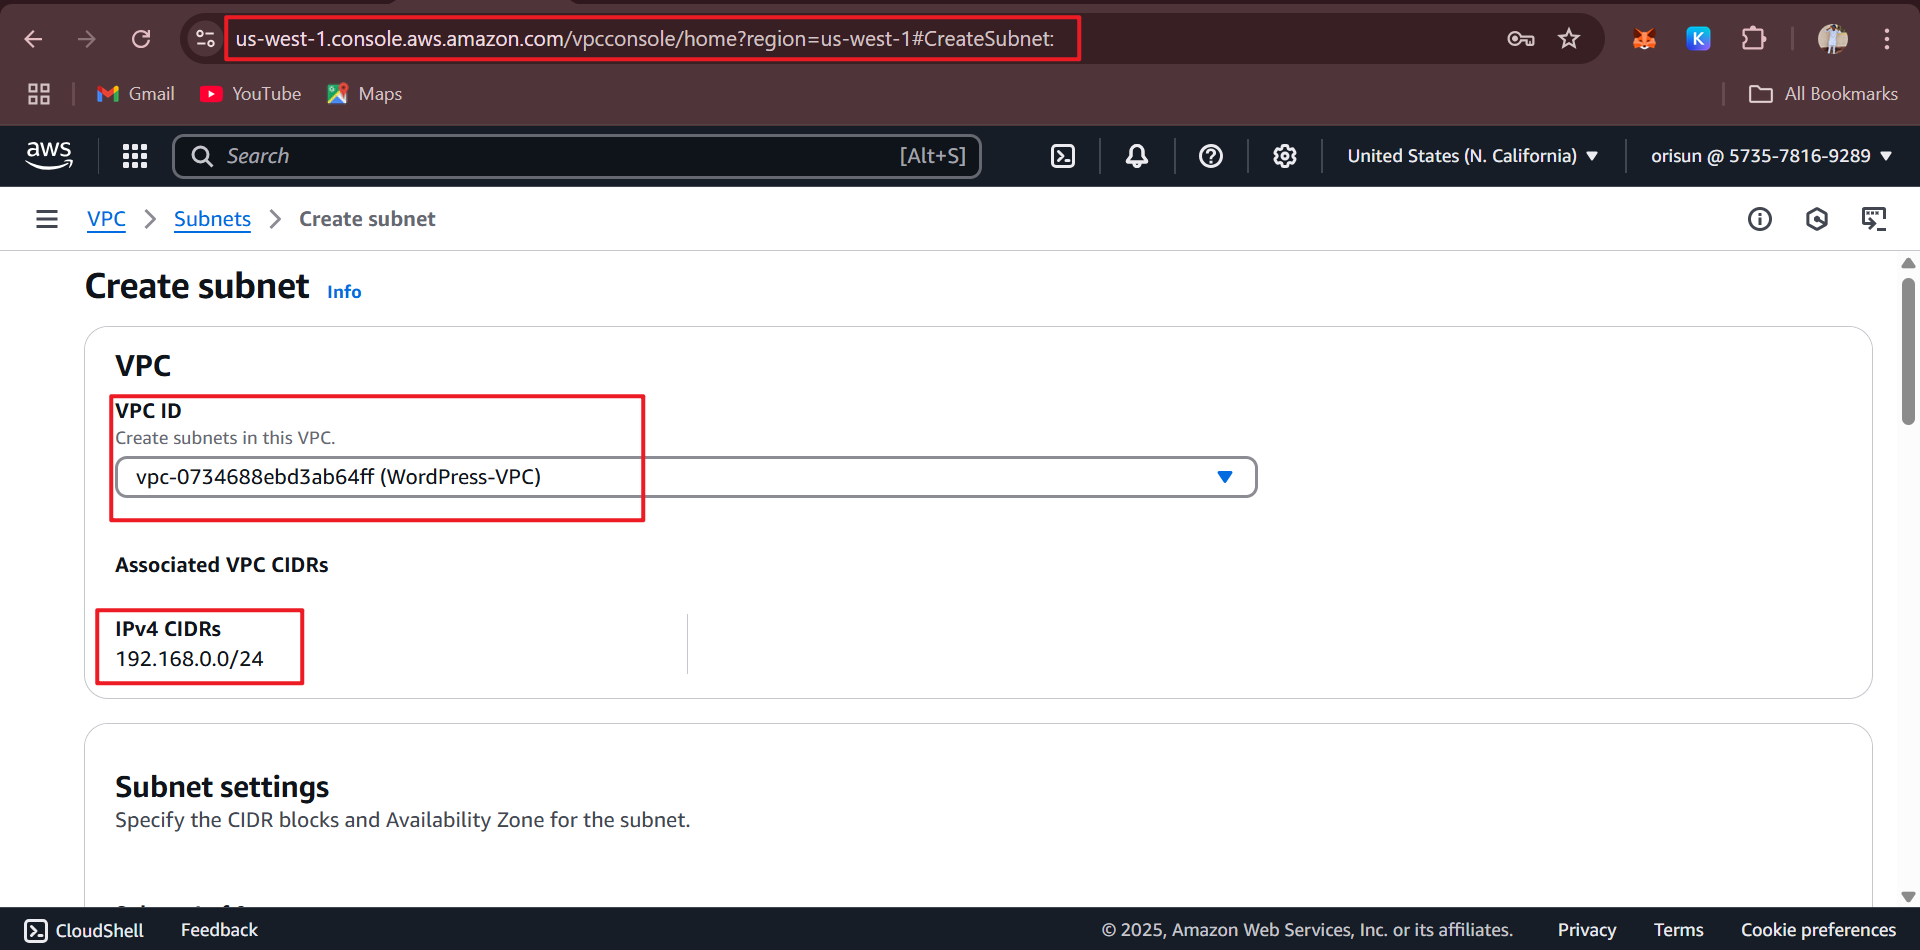 us-west-1.console.aws.amazon.com/vpcconsole/home?region=us-west-1#CreateSubnet:
K
Gmail YouTube Maps All Bookmarks
aws Search [Alt+S] United States (N. California) orisun @ 5735-7816-9289
VPC Subnets Create subnet
Create subnet Info
VPC
VPC ID
Create subnets in this VPC.
vpc-0734688ebd3ab64ff (WordPress-VPC)
Associated VPC CIDRs
IPv4 CIDRs
192.168.0.0/24
Subnet settings
Specify the CIDR blocks and Availability Zone for the subnet.
CloudShell Feedback © 2025, Amazon Web Services, Inc. or its affiliates. Privacy Terms Cookie preferences